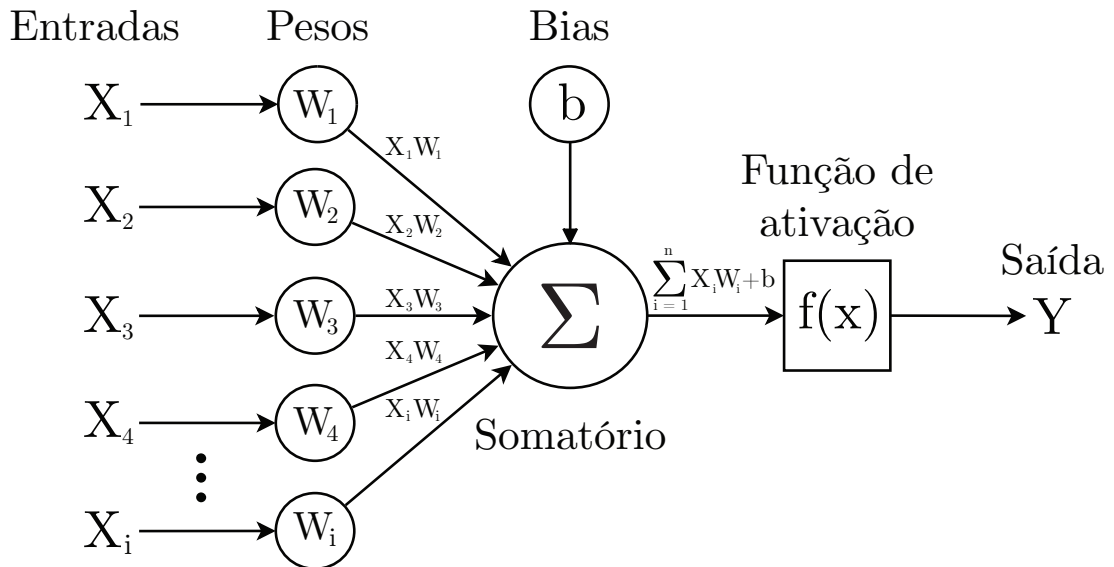 Entradas Pesos Bias
X₁ W₁ b
X₁W₁
Função de
ativação
X₂ W₂
X₂W₂
Saída
X₃ W₃ X₃W₃ Σ
n
∑ XᵢWᵢ+b
i = 1
f(x) Y
X₄ W₄
X₄W₄
Somatório
XᵢWᵢ
⋮
Xᵢ Wᵢ